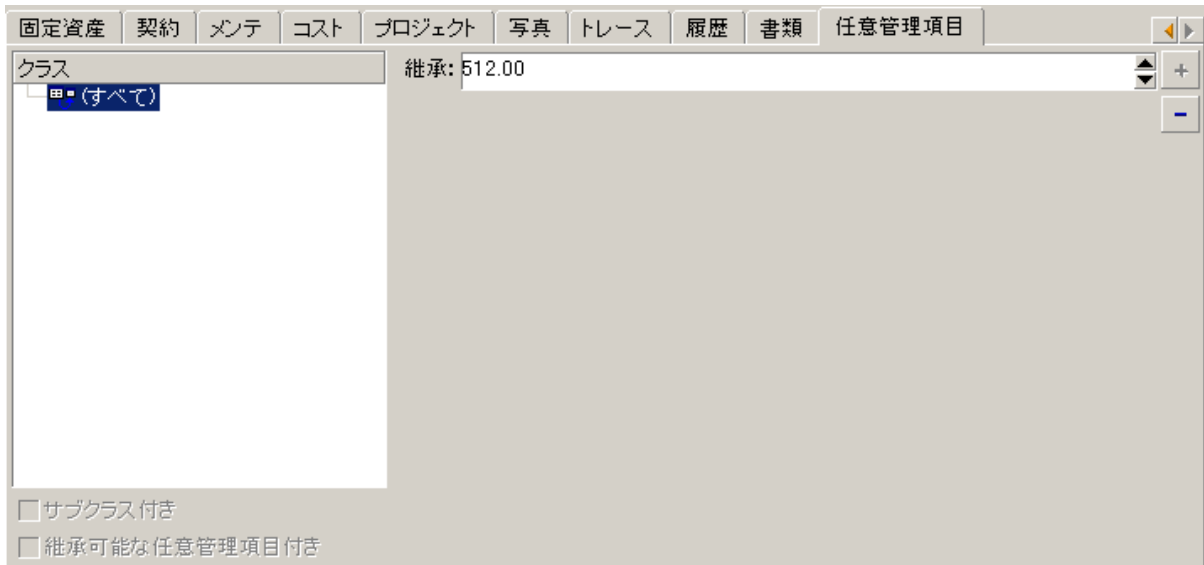 固定資産 契約 メンテ コスト プロジェクト 写真 トレース 履歴 書類 任意管理項目
クラス
継承: 512.00
(すべて)
サブクラス付き
継承可能な任意管理項目付き